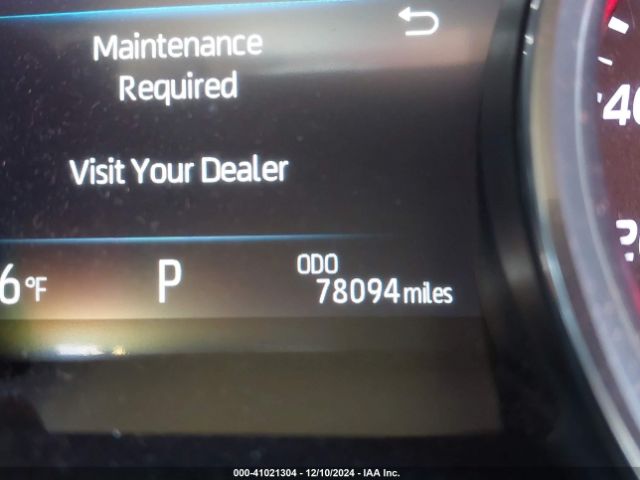 Maintenance
Required
Visit Your Dealer
6°F P ODO
78094 miles
40
000-41021304 - 12/10/2024 - IAA Inc.